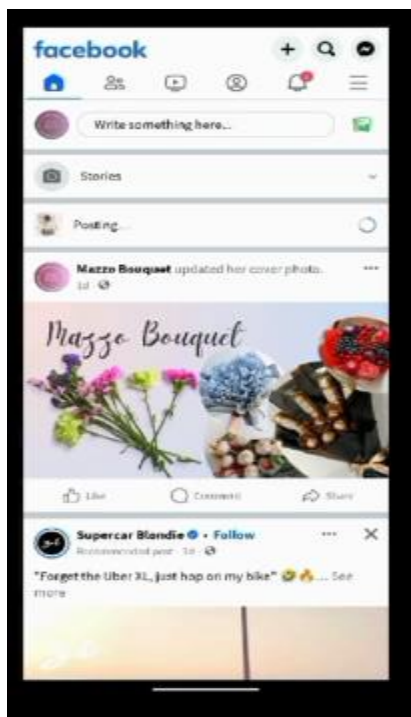 facebook
Write something here...
Stories
Posting...
Mazzo Bouquet updated her cover photo.
1d
Mazzo Bouquet
Like
Comment
Share
Supercar Blondie • Follow
Recommended post · 3d
"Forget the Uber XL, just hop on my bike" 🤣🔥... See
more